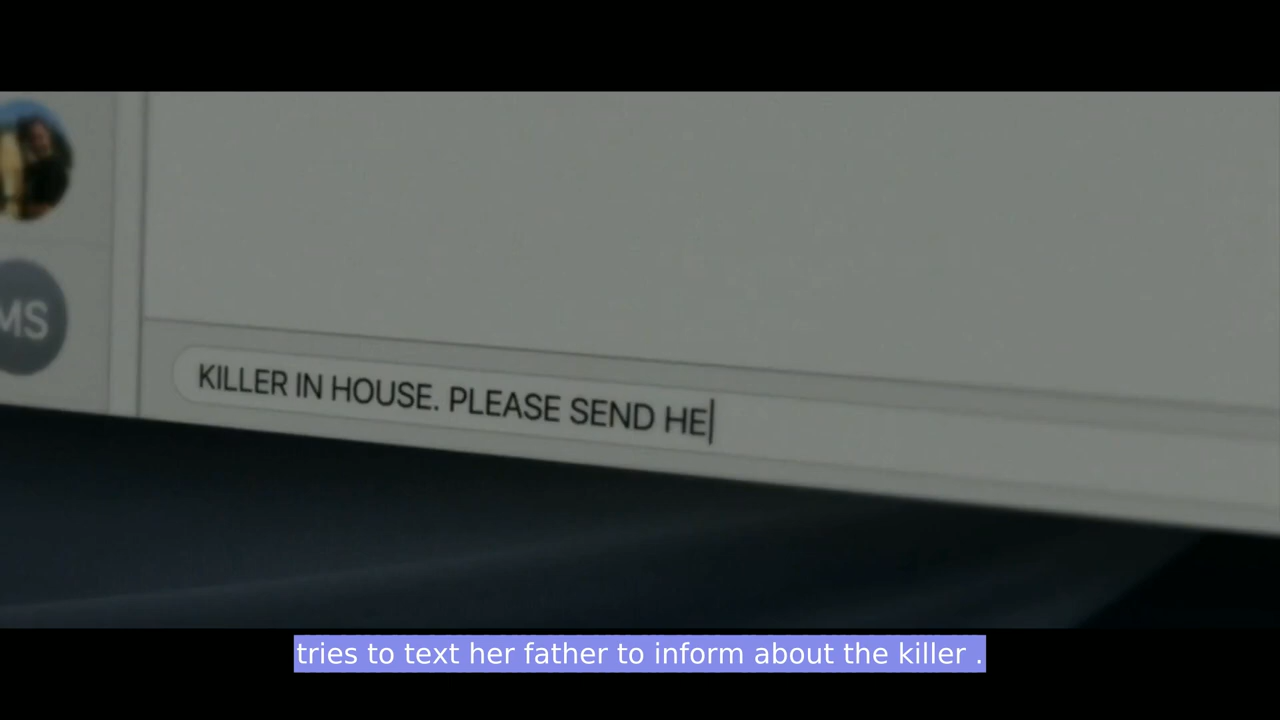 MS
KILLER IN HOUSE. PLEASE SEND HE
tries to text her father to inform about the killer .